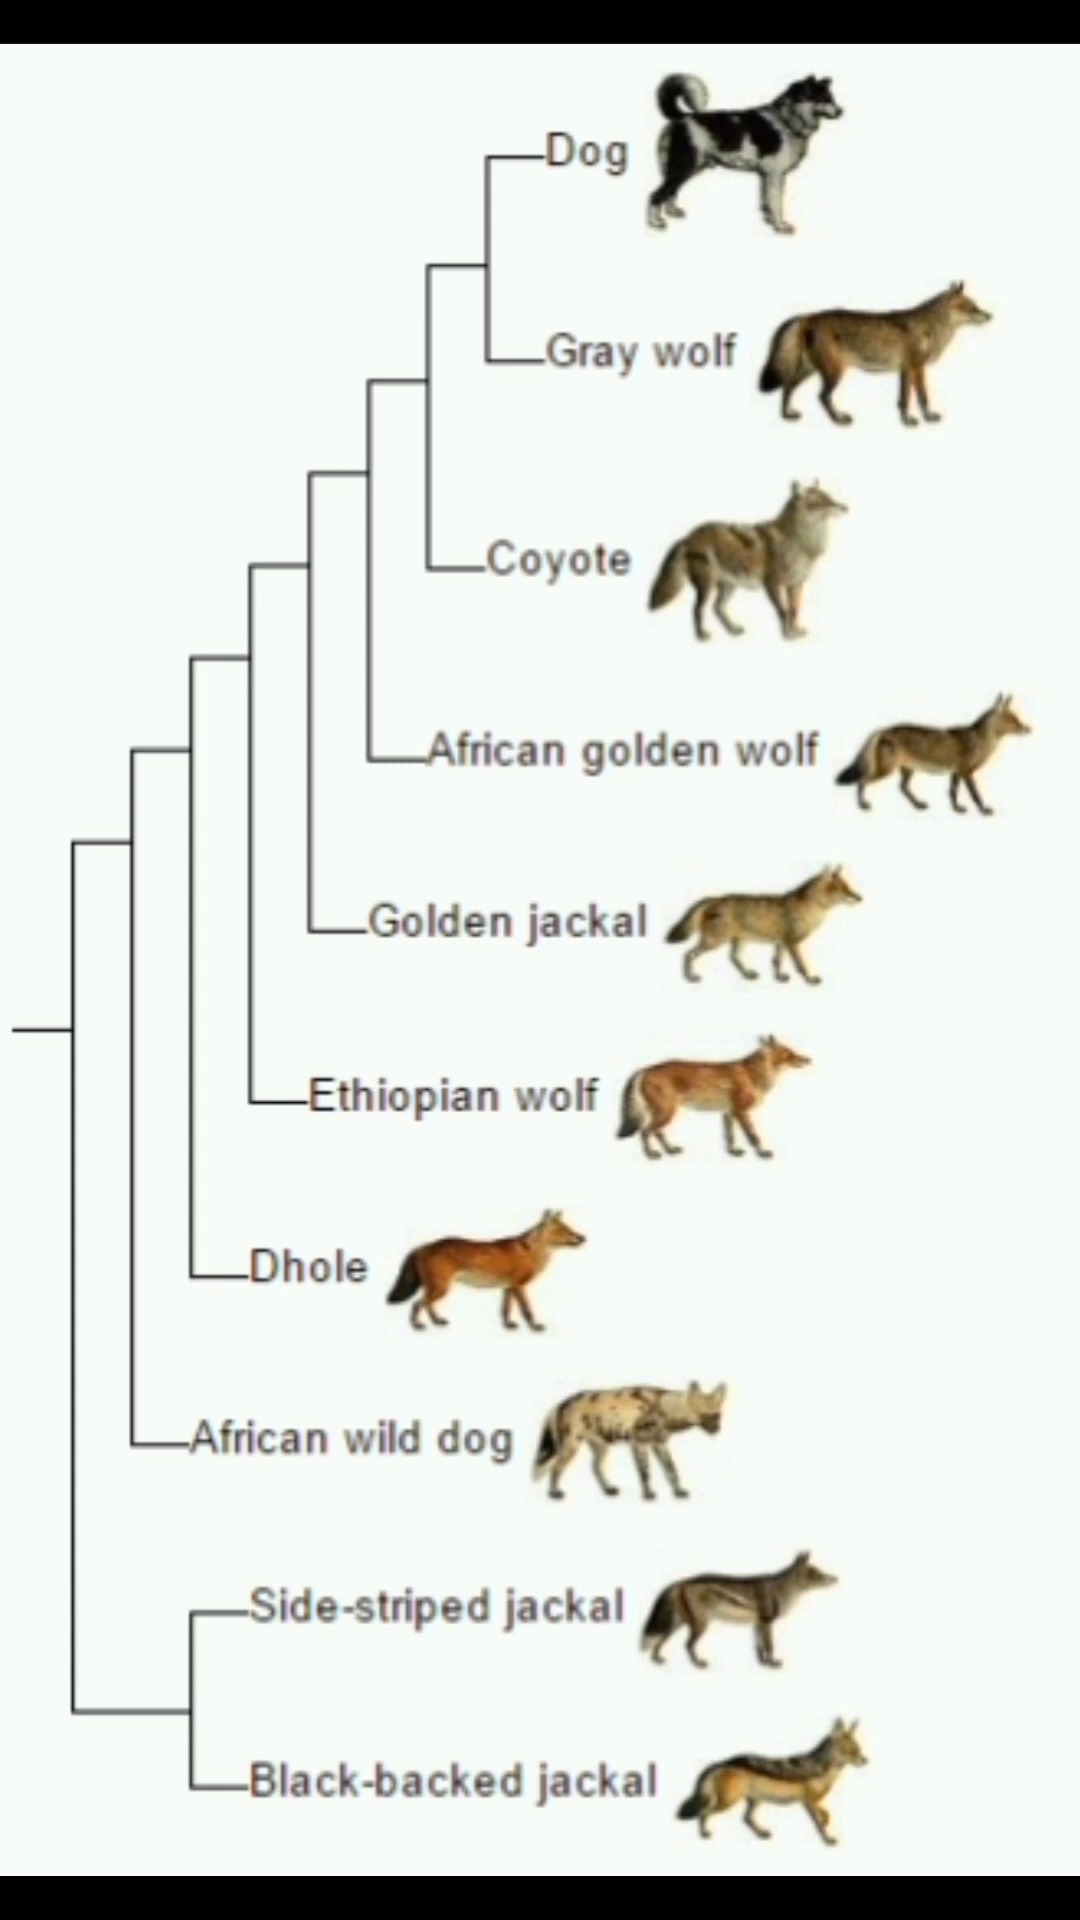 Dog
Gray wolf
Coyote
African golden wolf
Golden jackal
Ethiopian wolf
Dhole
African wild dog
Side-striped jackal
Black-backed jackal